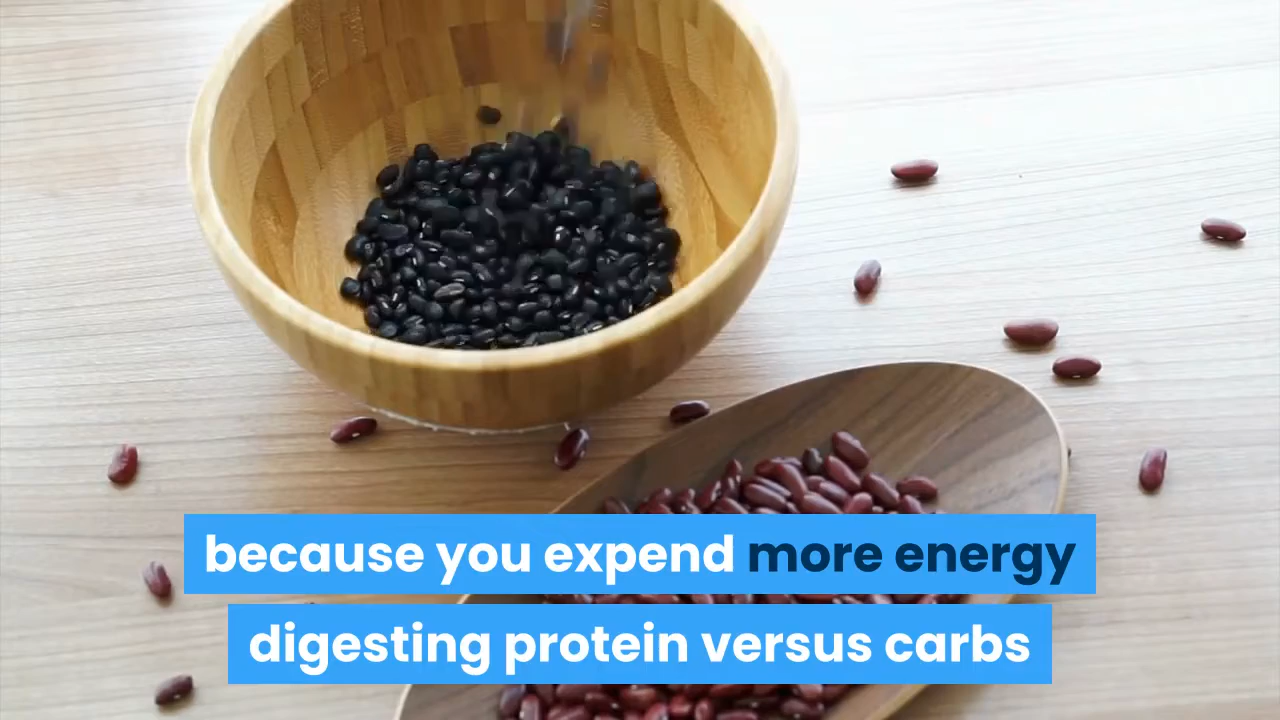 because you expend more energy
digesting protein versus carbs